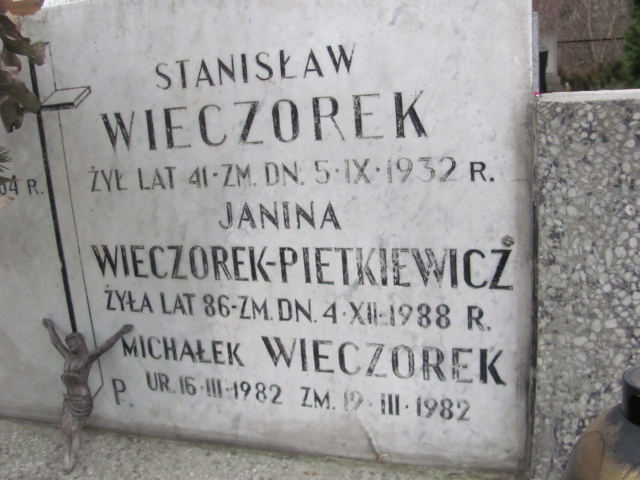 STANISŁAW
WIECZOREK
ŻYŁ LAT 41-ZM. DN. 5·IX·1932 R.
JANINA
WIECZOREK-PIETKIEWICZ
ŻYŁA LAT 86-ZM. DN. 4·XII·1988 R.
MICHAŁEK WIECZOREK
P. UR. 16·III·1982 ZM. 19·III·1982
04 R.